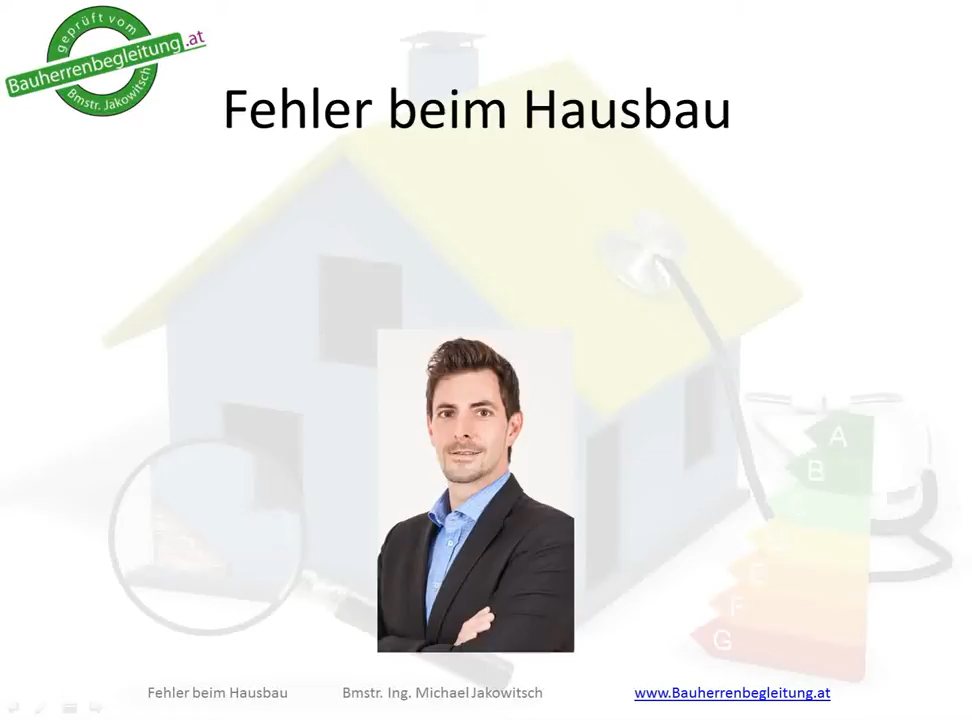 geprüft vom
Bauherrenbegleitung.at
Bmstr. Jakowitsch
Fehler beim Hausbau
A
B
C
D
E
F
G
Fehler beim Hausbau Bmstr. Ing. Michael Jakowitsch www.Bauherrenbegleitung.at